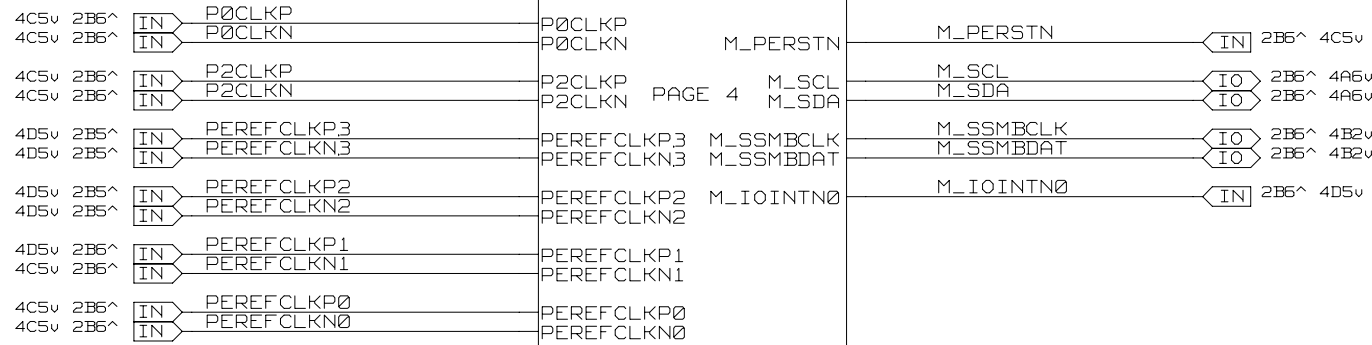 4C5v 2B6^ IN P0CLKP P0CLKP
4C5v 2B6^ IN P0CLKN P0CLKN M_PERSTN M_PERSTN IN 2B6^ 4C5v
4C5v 2B6^ IN P2CLKP P2CLKP M_SCL M_SCL IO 2B6^ 4A6v
4C5v 2B6^ IN P2CLKN P2CLKN PAGE 4 M_SDA M_SDA IO 2B6^ 4A6v
4D5v 2B5^ IN PEREFCLKP3 PEREFCLKP3 M_SSMBCLK M_SSMBCLK IO 2B6^ 4B2v
4D5v 2B5^ IN PEREFCLKN3 PEREFCLKN3 M_SSMBDAT M_SSMBDAT IO 2B6^ 4B2v
4D5v 2B5^ IN PEREFCLKP2 PEREFCLKP2 M_IOINTN0 M_IOINTN0 IN 2B6^ 4D5v
4D5v 2B5^ IN PEREFCLKN2 PEREFCLKN2
4D5v 2B6^ IN PEREFCLKP1 PEREFCLKP1
4C5v 2B6^ IN PEREFCLKN1 PEREFCLKN1
4C5v 2B6^ IN PEREFCLKP0 PEREFCLKP0
4C5v 2B6^ IN PEREFCLKN0 PEREFCLKN0